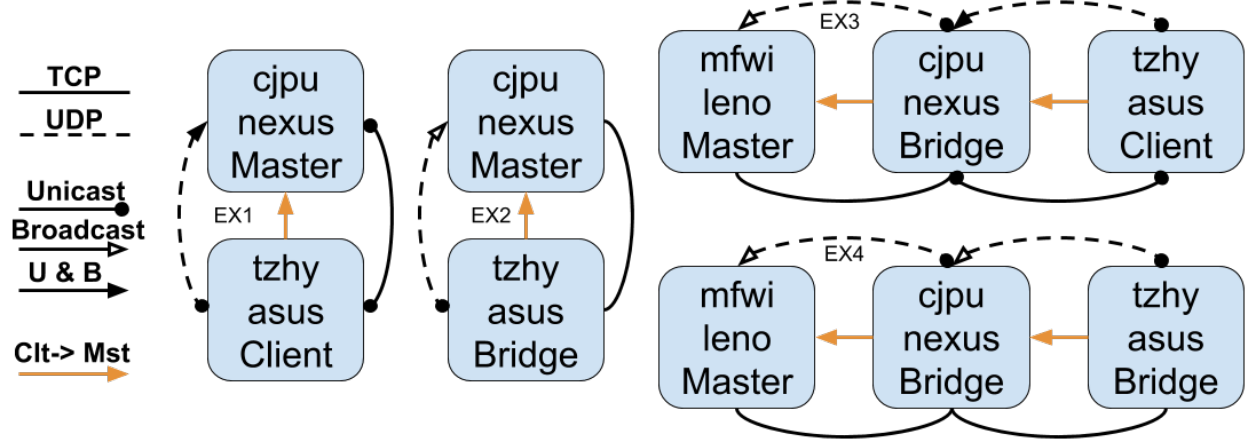 TCP
UDP
Unicast
Broadcast
U & B
Clt-> Mst
cjpu
nexus
Master
EX1
tzhy
asus
Client
cjpu
nexus
Master
EX2
tzhy
asus
Bridge
EX3
mfwi
leno
Master
cjpu
nexus
Bridge
tzhy
asus
Client
EX4
mfwi
leno
Master
cjpu
nexus
Bridge
tzhy
asus
Bridge